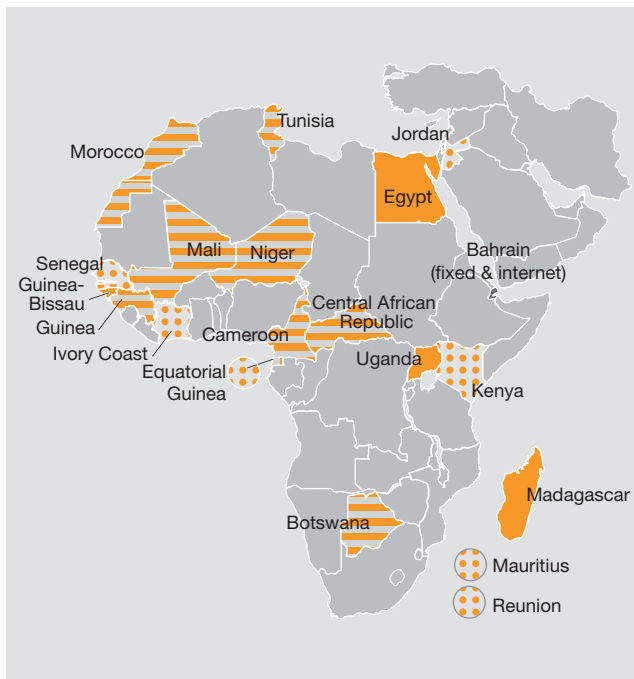 Tunisia
Jordan
Morocco
Egypt
Mali
Niger
Bahrain
(fixed & internet)
Senegal
Guinea-
Bissau
Guinea
Ivory Coast
Cameroon
Central African
Republic
Equatorial
Guinea
Uganda
Kenya
Madagascar
Botswana
Mauritius
Reunion